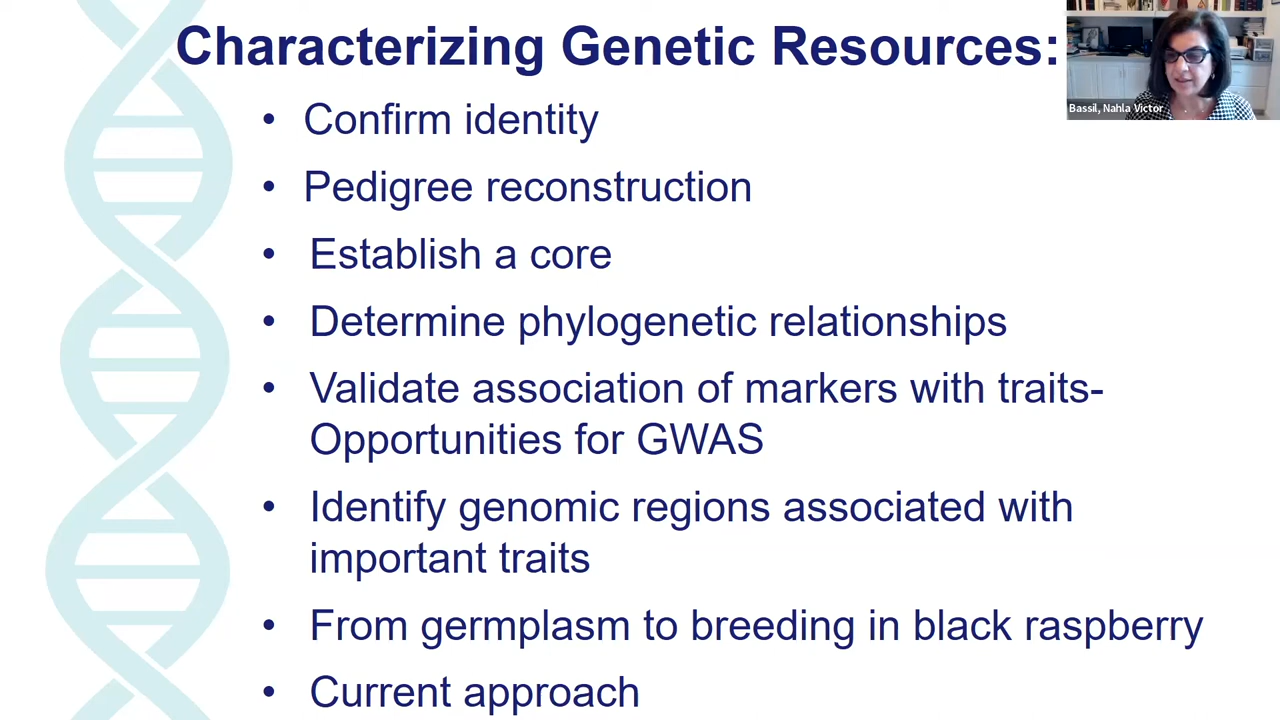 Characterizing Genetic Resources:
Bassil, Nahla Victor
• Confirm identity
• Pedigree reconstruction
• Establish a core
• Determine phylogenetic relationships
• Validate association of markers with traits-
Opportunities for GWAS
• Identify genomic regions associated with
important traits
• From germplasm to breeding in black raspberry
• Current approach